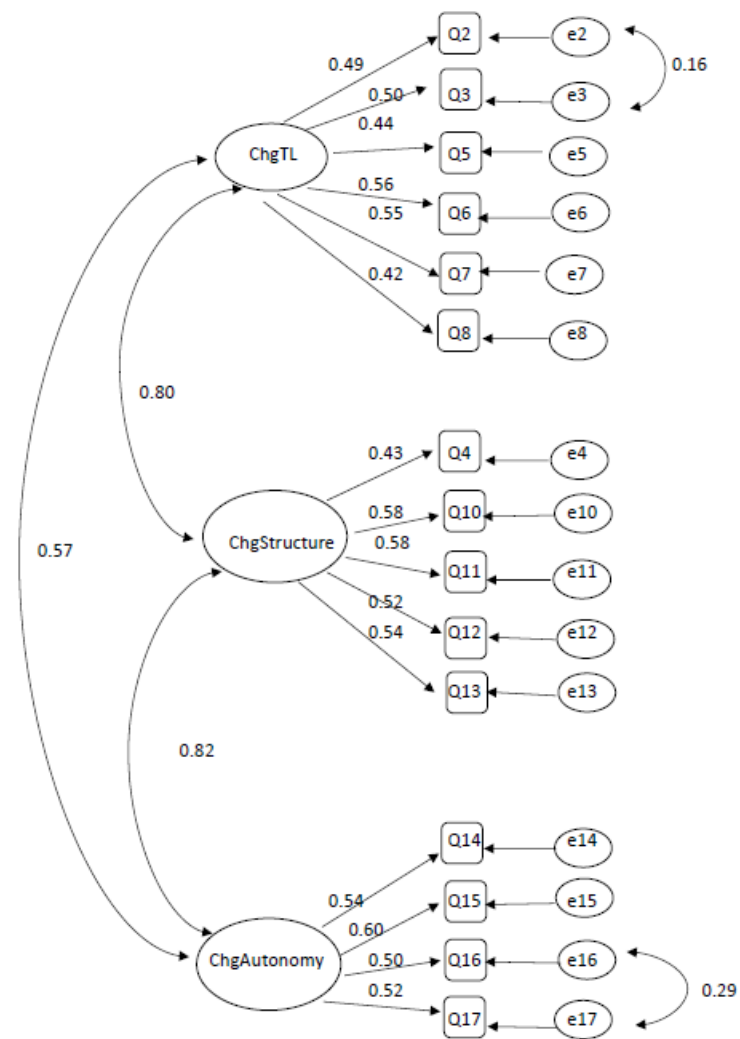 Q2
e2
0.49
0.16
0.50
Q3
e3
0.44
ChgTL
Q5
e5
0.56
Q6
e6
0.55
0.42
Q7
e7
Q8
e8
0.80
0.43
Q4
e4
0.58
Q10
e10
ChgStructure
0.58
Q11
e11
0.57
0.52
Q12
e12
0.54
Q13
e13
0.82
Q14
e14
0.54
Q15
e15
0.60
ChgAutonomy
0.50
Q16
e16
0.52
0.29
Q17
e17